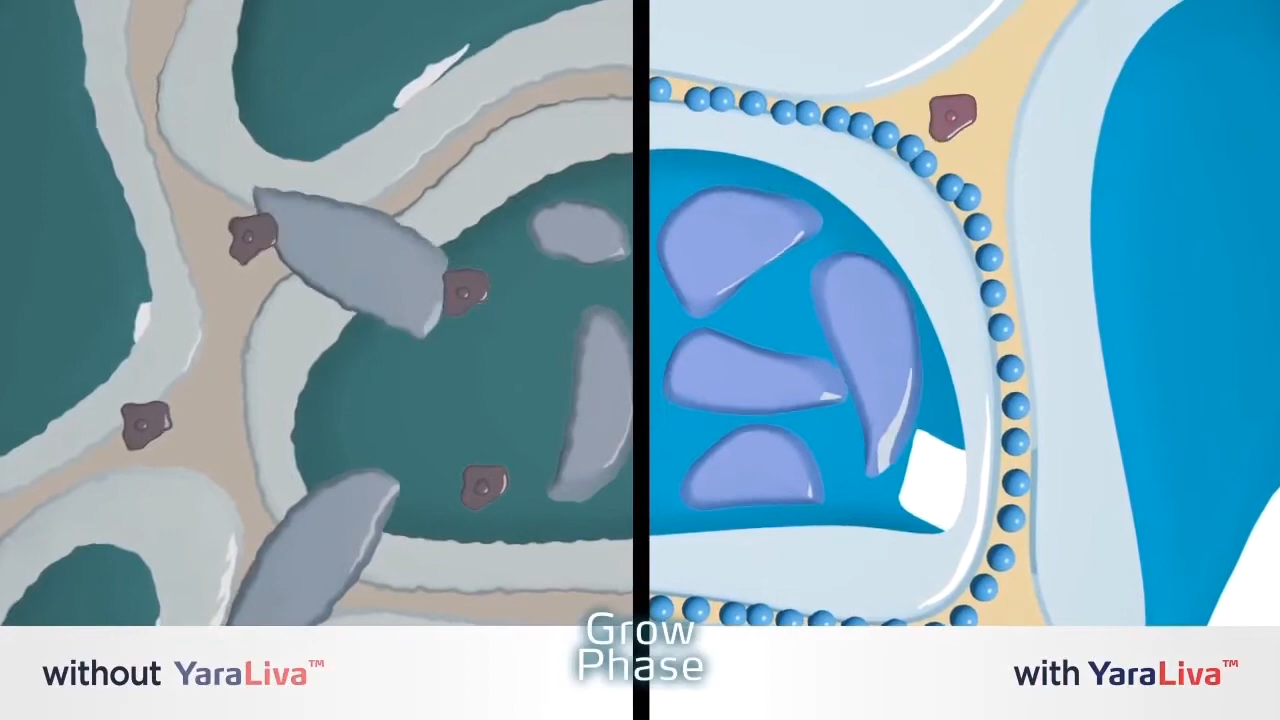 without YaraLiva™
Grow
Phase
with YaraLiva™